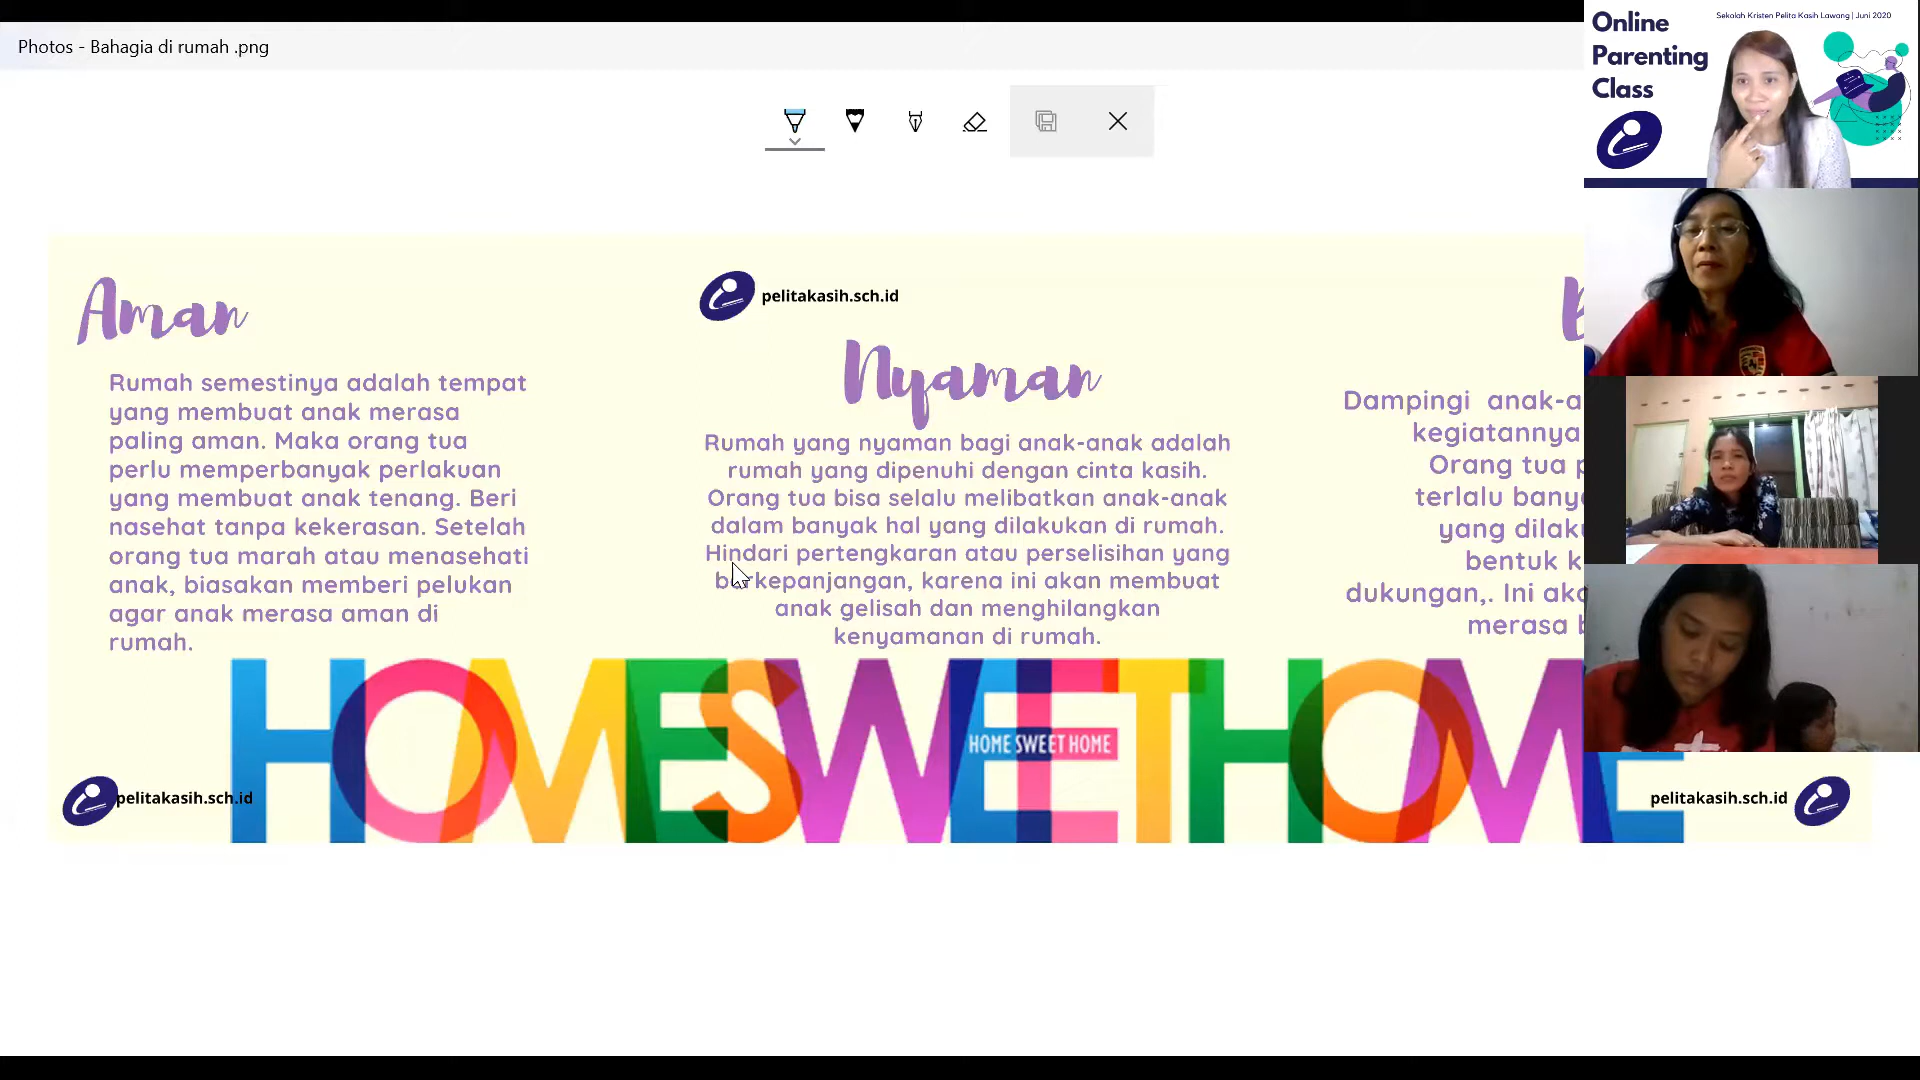 Photos - Bahagia di rumah .png
Sekolah Kristen Pelita Kasih Lawang | Juni 2020
Online
Parenting
Class
Aman
Rumah semestinya adalah tempat
yang membuat anak merasa
paling aman. Maka orang tua
perlu memperbanyak perlakuan
yang membuat anak tenang. Beri
nasehat tanpa kekerasan. Setelah
orang tua marah atau menasehati
anak, biasakan memberi pelukan
agar anak merasa aman di
rumah.
pelitakasih.sch.id
Nyaman
Rumah yang nyaman bagi anak-anak adalah
rumah yang dipenuhi dengan cinta kasih.
Orang tua bisa selalu melibatkan anak-anak
dalam banyak hal yang dilakukan di rumah.
Hindari pertengkaran atau perselisihan yang
berkepanjangan, karena ini akan membuat
anak gelisah dan menghilangkan
kenyamanan di rumah.
Dampingi anak-a
kegiatannya
Orang tua p
terlalu banya
yang dilaku
bentuk k
dukungan,. Ini aka
merasa b
HOME SWEET HOME
HOME SWEET HOME
pelitakasih.sch.id
pelitakasih.sch.id